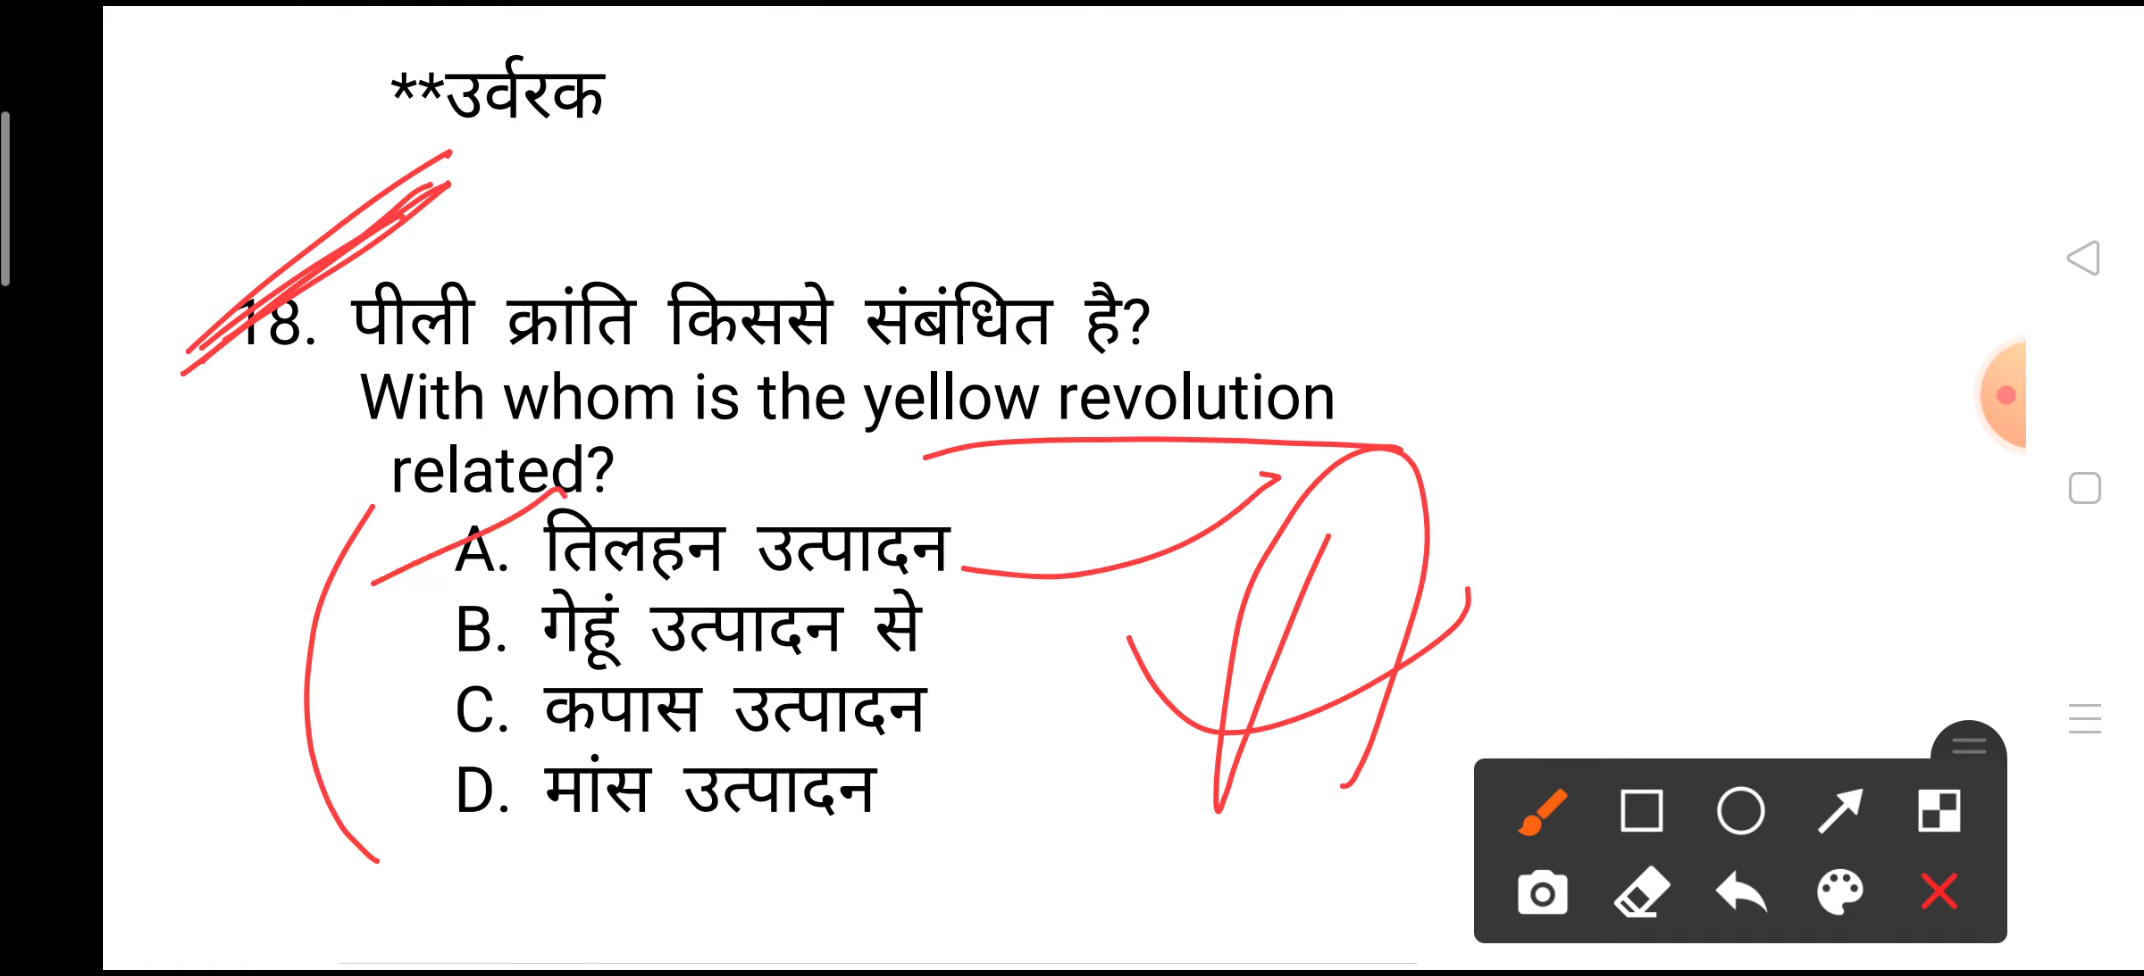 **उर्वरक
18. पीली क्रांति किससे संबंधित है?
With whom is the yellow revolution
related?
A. तिलहन उत्पादन
B. गेहूं उत्पादन से
C. कपास उत्पादन
D. मांस उत्पादन